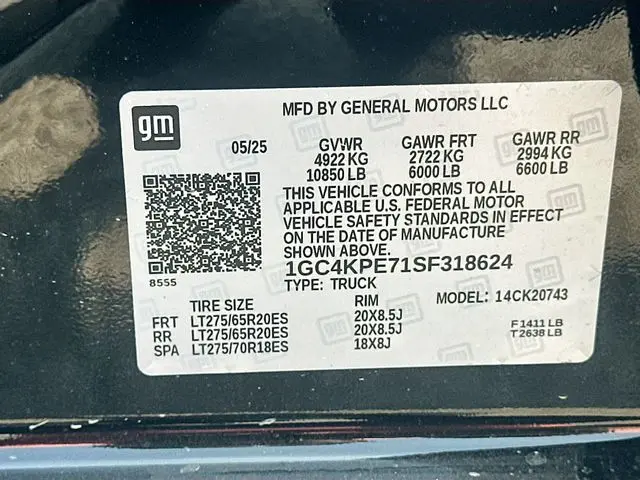 gm
MFD BY GENERAL MOTORS LLC
05/25 GVWR GAWR FRT GAWR RR
4922 KG 2722 KG 2994 KG
10850 LB 6000 LB 6600 LB
THIS VEHICLE CONFORMS TO ALL
APPLICABLE U.S. FEDERAL MOTOR
VEHICLE SAFETY STANDARDS IN EFFECT
ON THE DATE OF MANUFACTURE
SHOWN ABOVE.
8555
1GC4KPE71SF318624
TYPE: TRUCK MODEL: 14CK20743
TIRE SIZE RIM
FRT LT275/65R20ES 20X8.5J F1411 LB
RR LT275/65R20ES 20X8.5J T2638 LB
SPA LT275/70R18ES 18X8J